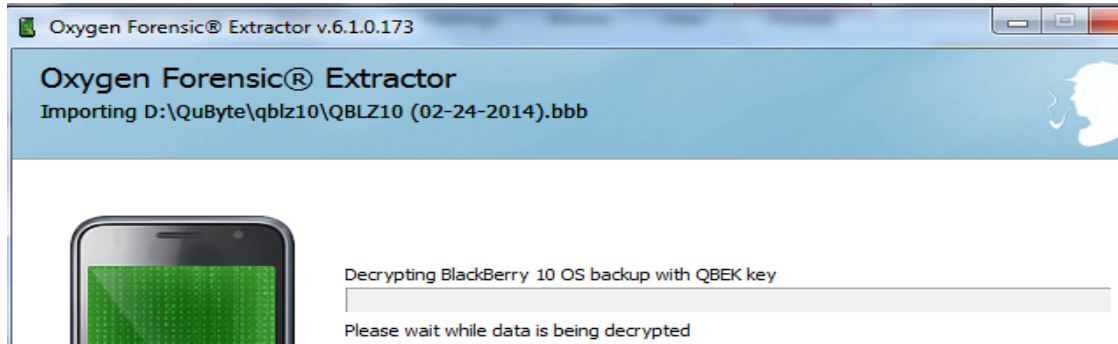 Oxygen Forensic® Extractor v.6.1.0.173
Oxygen Forensic® Extractor
Importing D:\QuByte\qblz10\QBLZ10 (02-24-2014).bbb
Decrypting BlackBerry 10 OS backup with QBEK key
Please wait while data is being decrypted